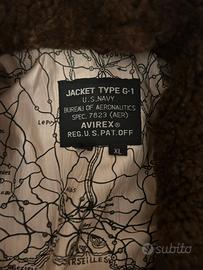 JACKET TYPE G-1
U.S. NAVY
BUREAU OF AERONAUTICS
SPEC. 7823 (AER)
AVIREX®
REG. U.S. PAT. OFF
XL
subito